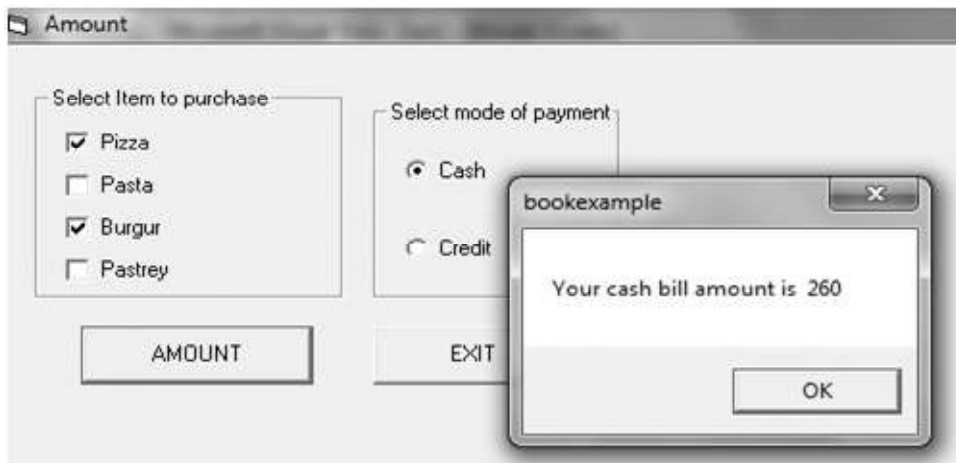 Amount
Select Item to purchase
Pizza
Pasta
Burgur
Pastrey
Select mode of payment
Cash
Credit
AMOUNT
EXIT
bookexample
Your cash bill amount is 260
OK